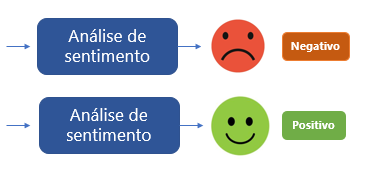 Análise de
sentimento
Negativo
Análise de
sentimento
Positivo